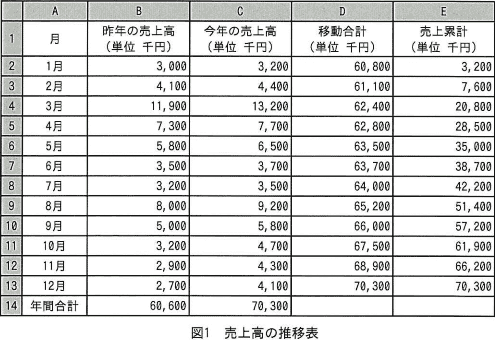 A B C D E
1 月 昨年の売上高 今年の売上高 移動合計 売上累計
(単位 千円) (単位 千円) (単位 千円) (単位 千円)
2 1月 3,000 3,200 60,800 3,200
3 2月 4,100 4,400 61,100 7,600
4 3月 11,900 13,200 62,400 20,800
5 4月 7,300 7,700 62,800 28,500
6 5月 5,800 6,500 63,500 35,000
7 6月 3,500 3,700 63,700 38,700
8 7月 3,200 3,500 64,000 42,200
9 8月 8,000 9,200 65,200 51,400
10 9月 5,000 5,800 66,000 57,200
11 10月 3,200 4,700 67,500 61,900
12 11月 2,900 4,300 68,900 66,200
13 12月 2,700 4,100 70,300 70,300
14 年間合計 60,600 70,300
図1 売上高の推移表